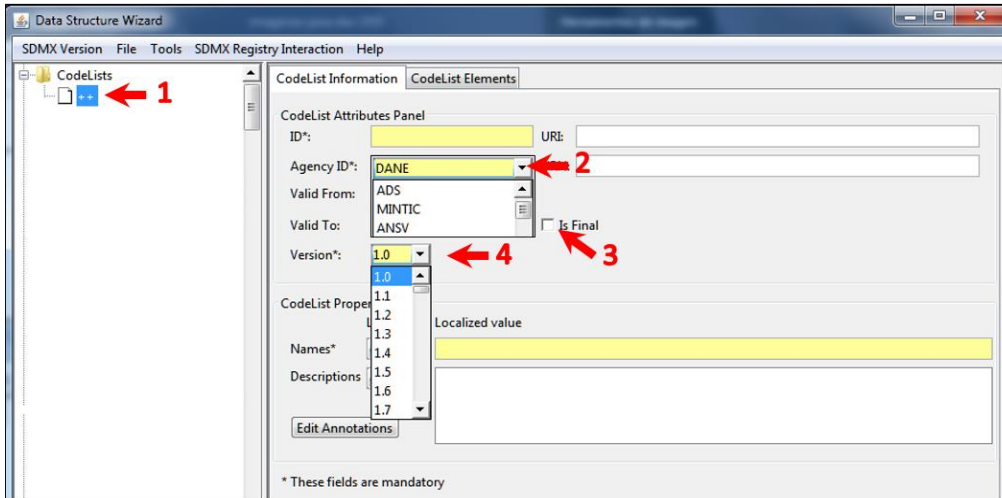 Data Structure Wizard
SDMX Version File Tools SDMX Registry Interaction Help
CodeLists
++
1
CodeList Information CodeList Elements
CodeList Attributes Panel
ID*: URI:
Agency ID*: DANE 2
ADS
MINTIC
ANSV
Valid From:
Valid To: Is Final
3
Version*: 1.0 4
1.0
1.1
1.2
1.3
1.4
1.5
1.6
1.7
CodeList Proper
Localized value
Names*
Descriptions
Edit Annotations
* These fields are mandatory